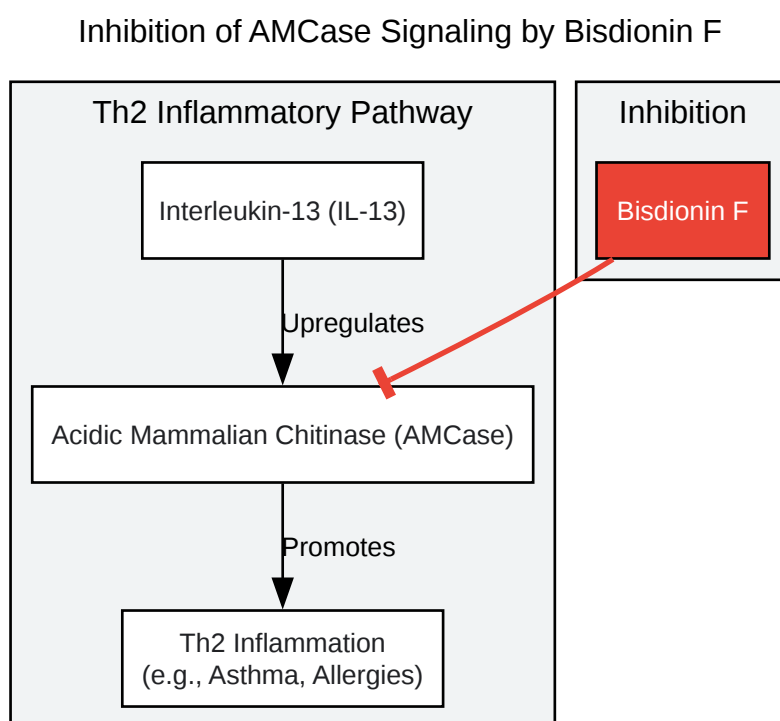 Inhibition of AMCase Signaling by Bisdionin F
Th2 Inflammatory Pathway
Inhibition
Interleukin-13 (IL-13)
Bisdionin F
Upregulates
Acidic Mammalian Chitinase (AMCase)
Promotes
Th2 Inflammation
(e.g., Asthma, Allergies)